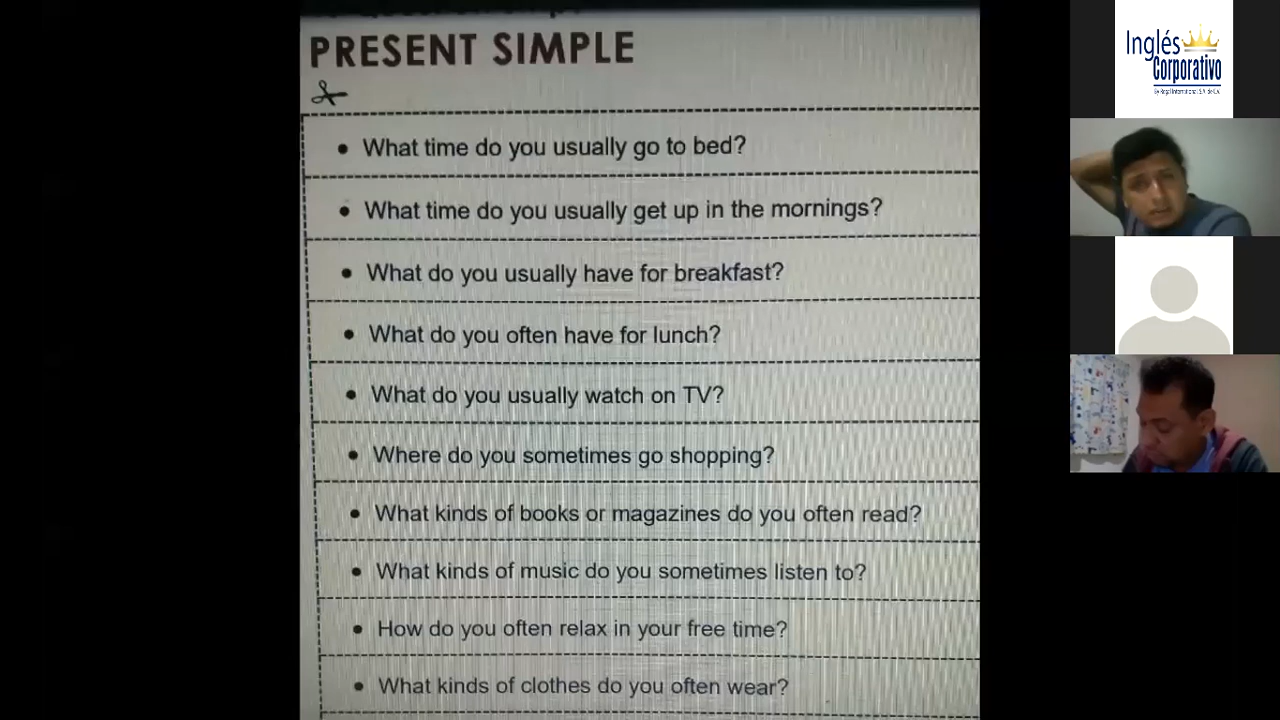 PRESENT SIMPLE
• What time do you usually go to bed?
• What time do you usually get up in the mornings?
• What do you usually have for breakfast?
• What do you often have for lunch?
• What do you usually watch on TV?
• Where do you sometimes go shopping?
• What kinds of books or magazines do you often read?
• What kinds of music do you sometimes listen to?
• How do you often relax in your free time?
• What kinds of clothes do you often wear?
Inglés
Corporativo